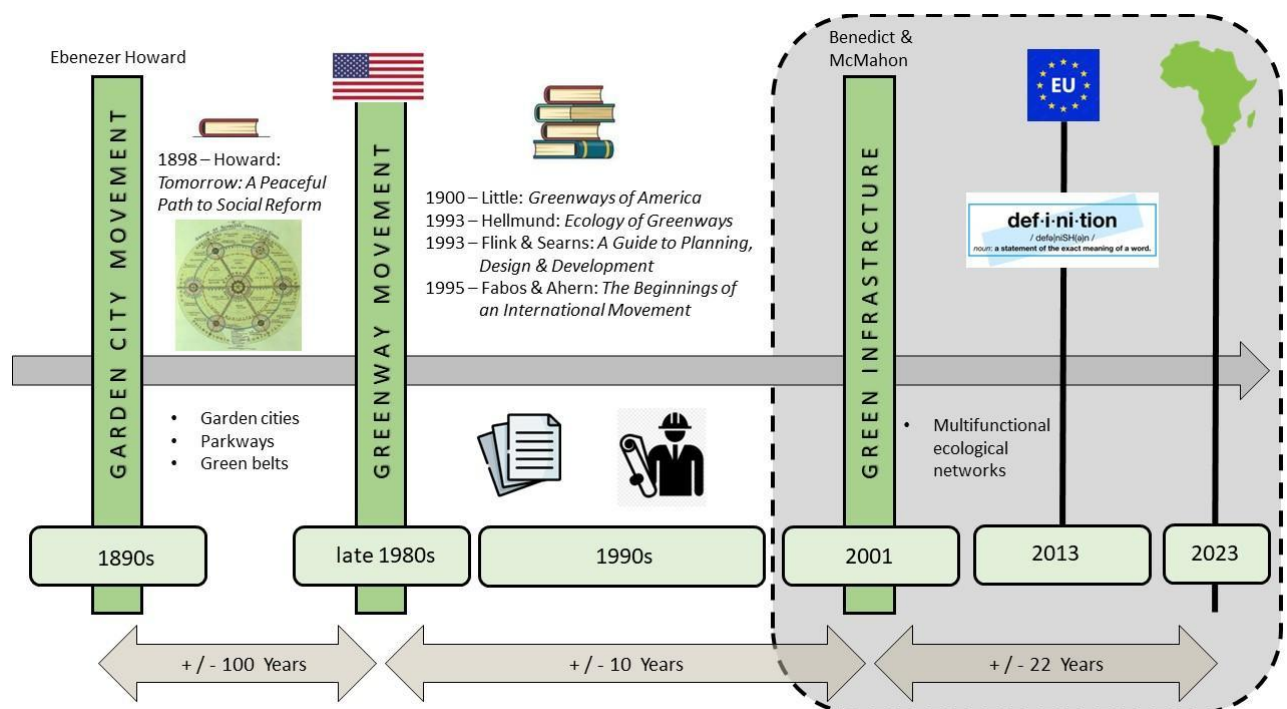 Ebenezer Howard
GARDEN CITY MOVEMENT
1898 – Howard:
Tomorrow: A Peaceful
Path to Social Reform
• Garden cities
• Parkways
• Green belts
GREENWAY MOVEMENT
1900 – Little: Greenways of America
1993 – Hellmund: Ecology of Greenways
1993 – Flink & Searns: A Guide to Planning,
Design & Development
1995 – Fabos & Ahern: The Beginnings of
an International Movement
Benedict &
McMahon
GREEN INFRASTRCTURE
• Multifunctional
ecological
networks
EU
def·i·ni·tion
/ defə|niSH(ə)n /
noun: a statement of the exact meaning of a word.
1890s
late 1980s
1990s
2001
2013
2023
+ / - 100 Years
+ / - 10 Years
+ / - 22 Years